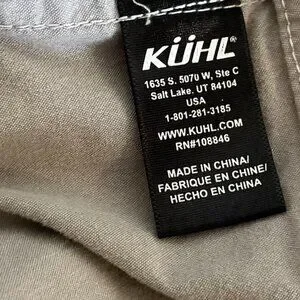 KÜHL®
1635 S. 5070 W, Ste C
Salt Lake, UT 84104
USA
1-801-281-3185
WWW.KUHL.COM
RN#108846
MADE IN CHINA/
FABRIQUE EN CHINE/
HECHO EN CHINA